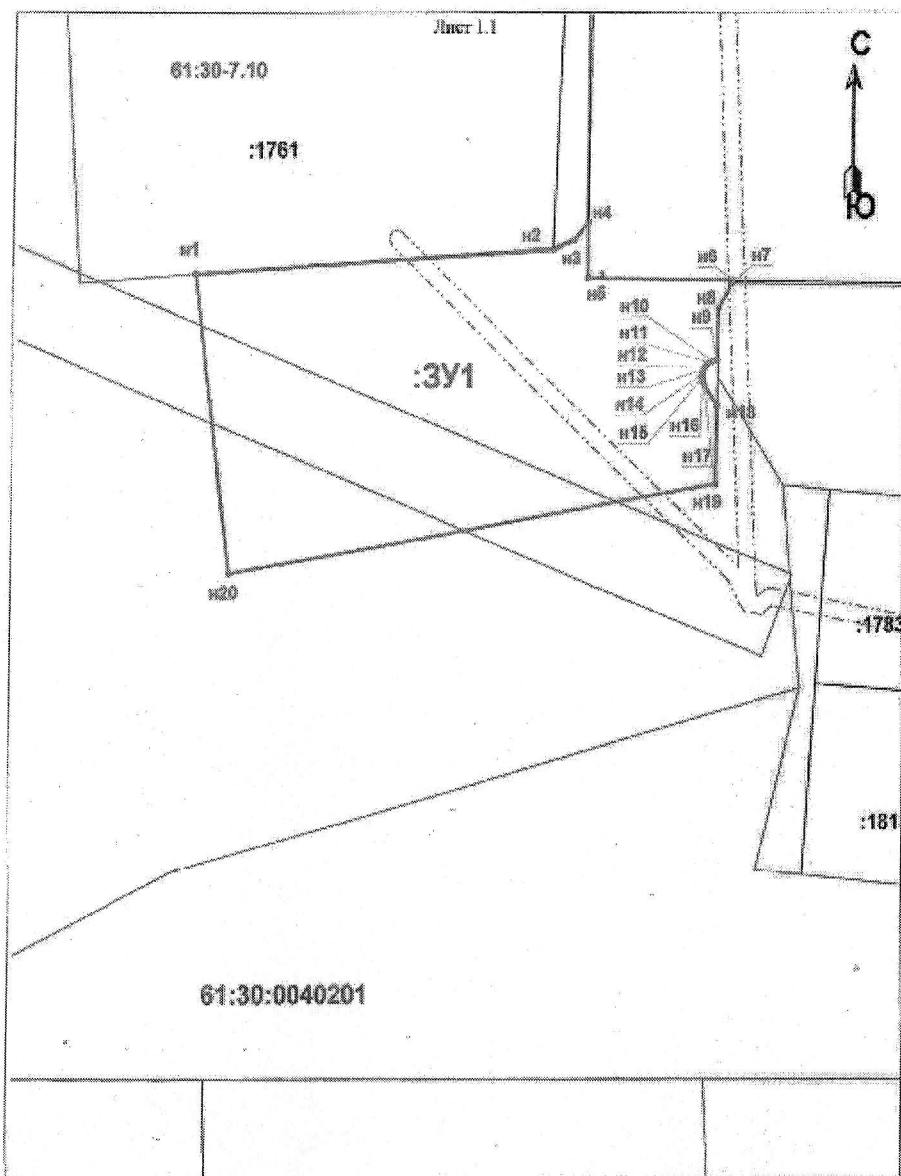 Лист 1.1
С
61:30-7.10
:1761
Ю
н4
н1
н2
н3
н5
н6
н7
н8
н10
н9
н11
н12
:ЗУ1
н13
н14
н16
н15
н17
н19
н20
:1783
:181
61:30:0040201